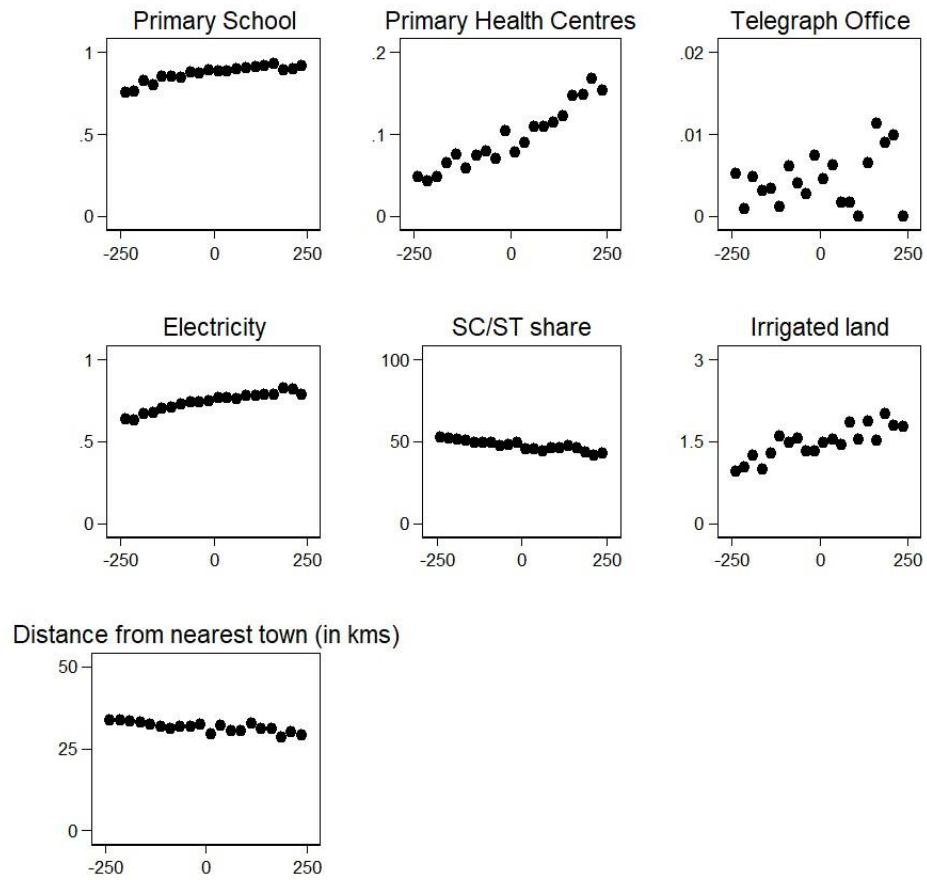 Primary School
1
.5
0
-250 0 250
Primary Health Centres
.2
.1
0
-250 0 250
Telegraph Office
.02
.01
0
-250 0 250
Electricity
1
.5
0
-250 0 250
SC/ST share
100
50
0
-250 0 250
Irrigated land
3
1.5
0
-250 0 250
Distance from nearest town (in kms)
50
25
0
-250 0 250